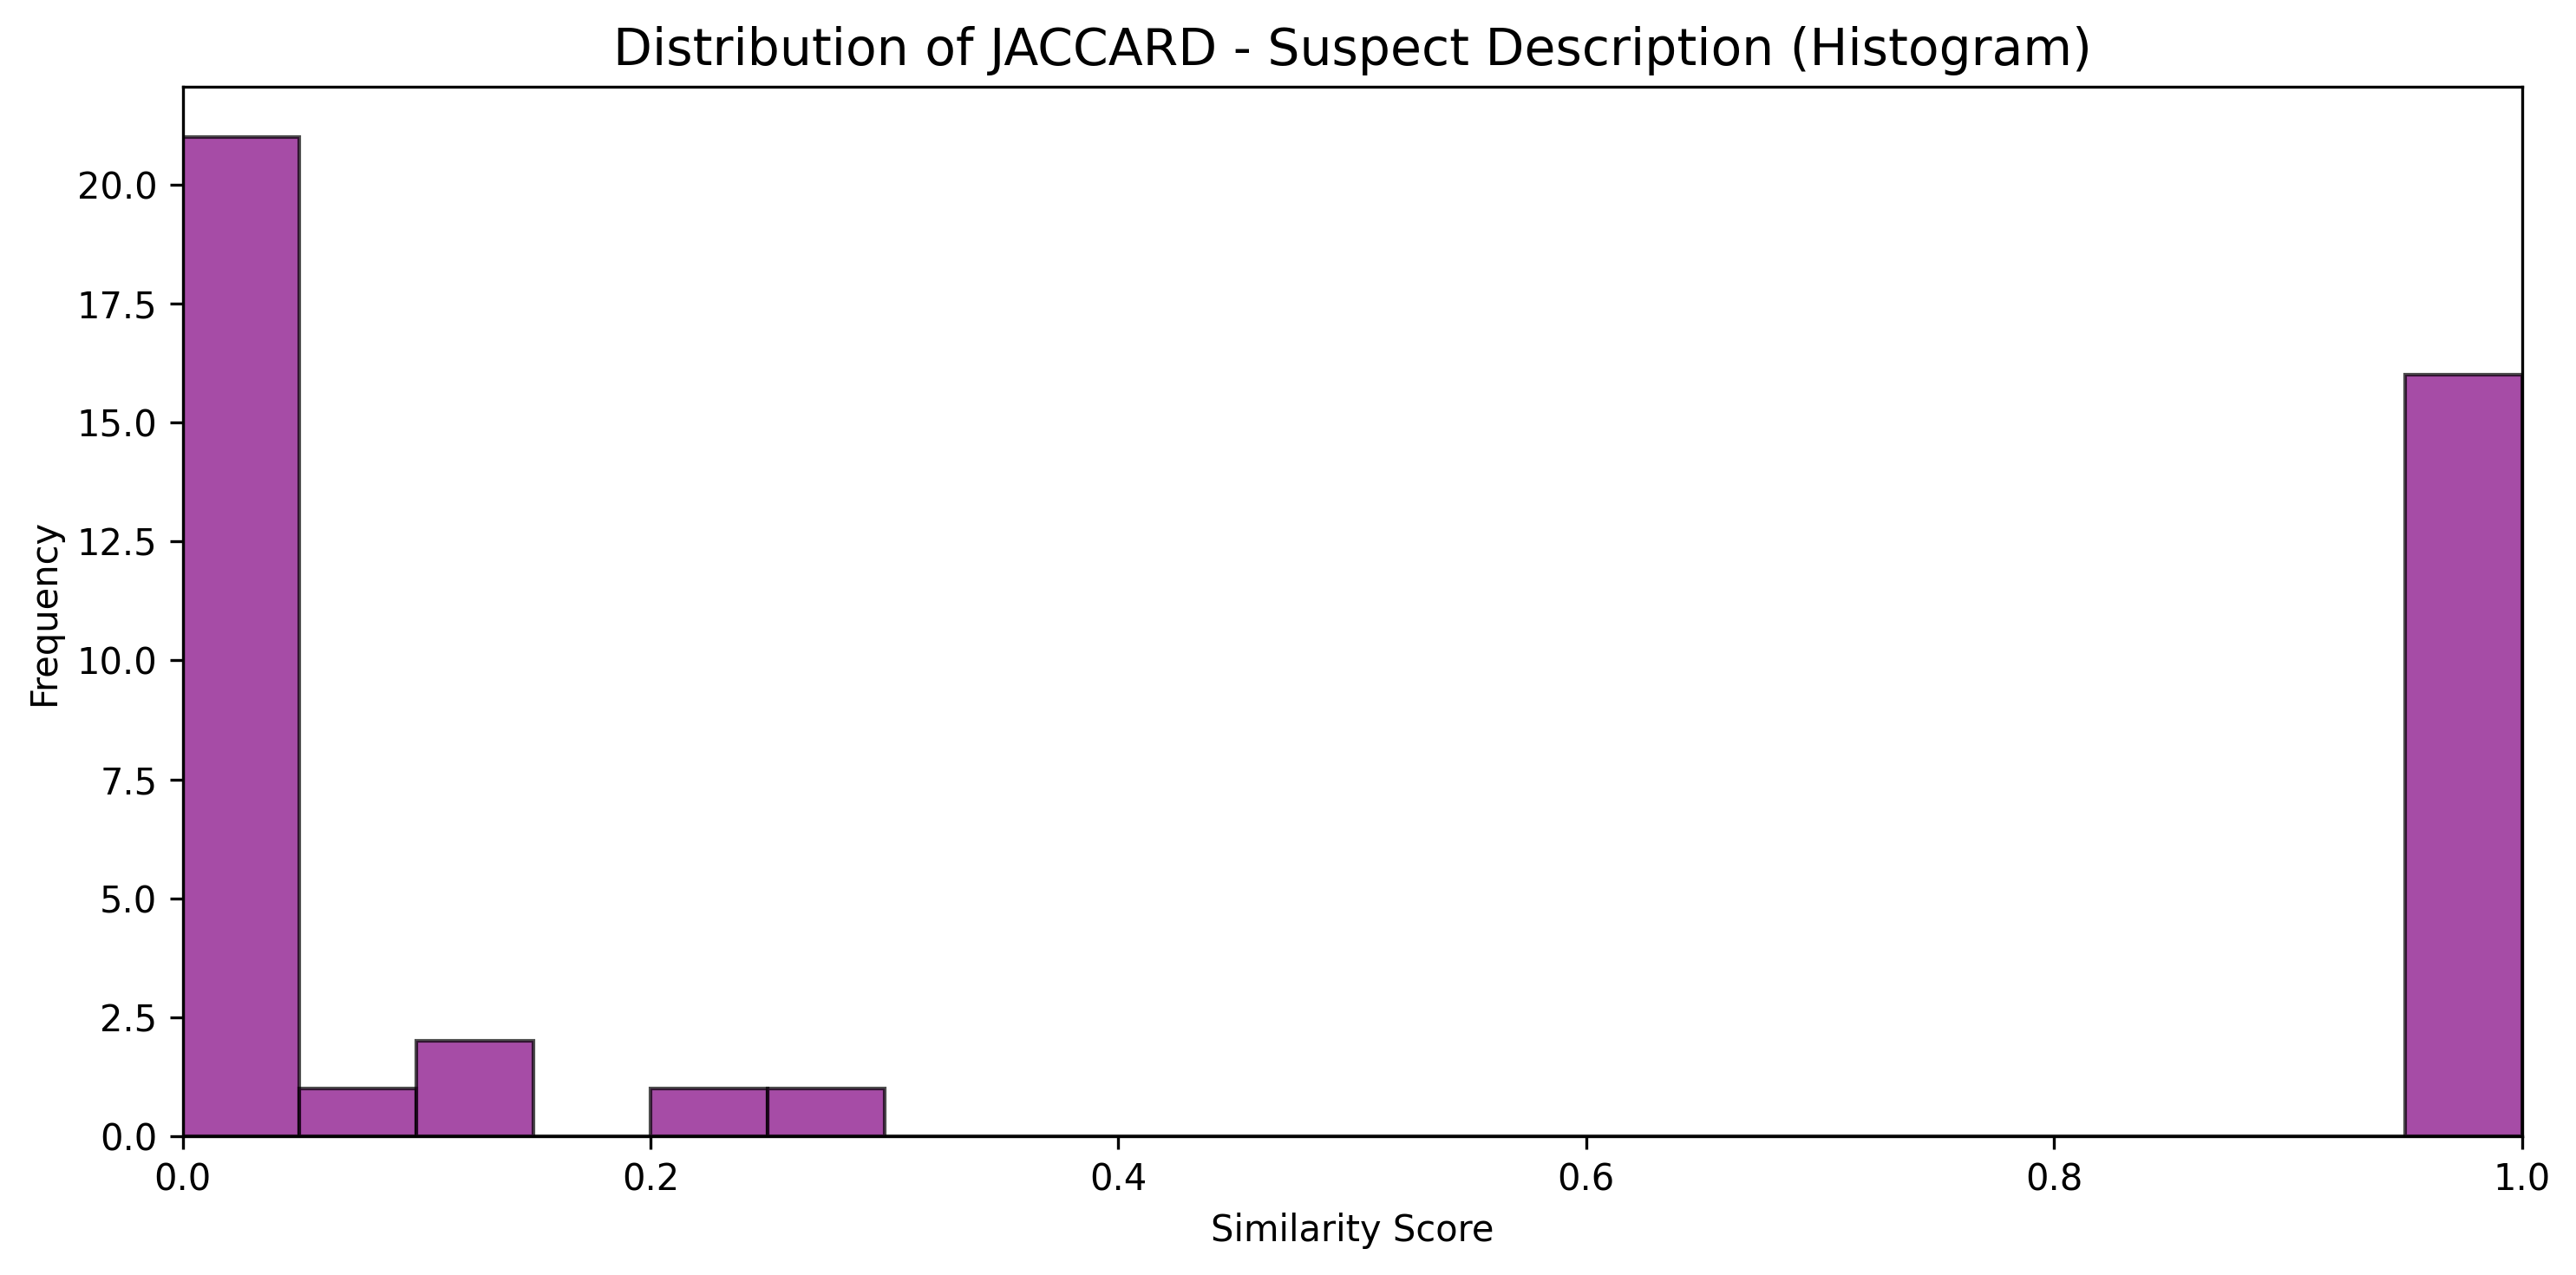 Distribution of JACCARD - Suspect Description (Histogram)
Frequency
20.0
17.5
15.0
12.5
10.0
7.5
5.0
2.5
0.0
0.0 0.2 0.4 0.6 0.8 1.0
Similarity Score